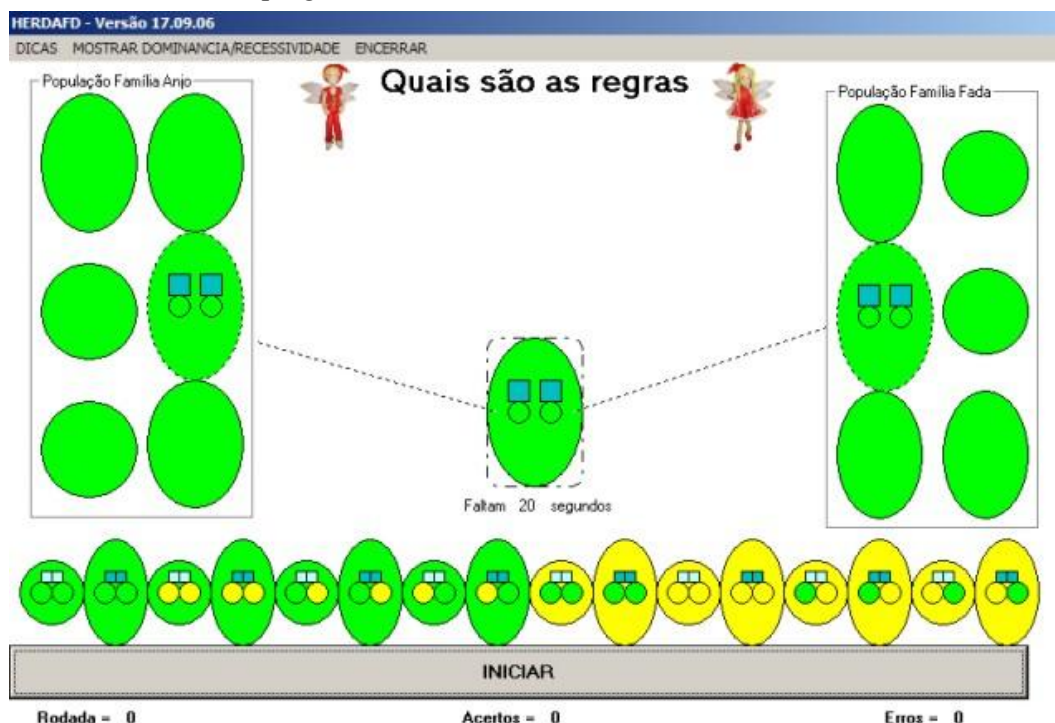 HERDAFD - Versão 17.09.06
DICAS MOSTRAR DOMINANCIA/RECESSIVIDADE ENCERRAR
Quais são as regras
População Família Anjo
População Família Fada
Faltam 20 segundos
INICIAR
Rodada = 0 Acertos = 0 Erros = 0